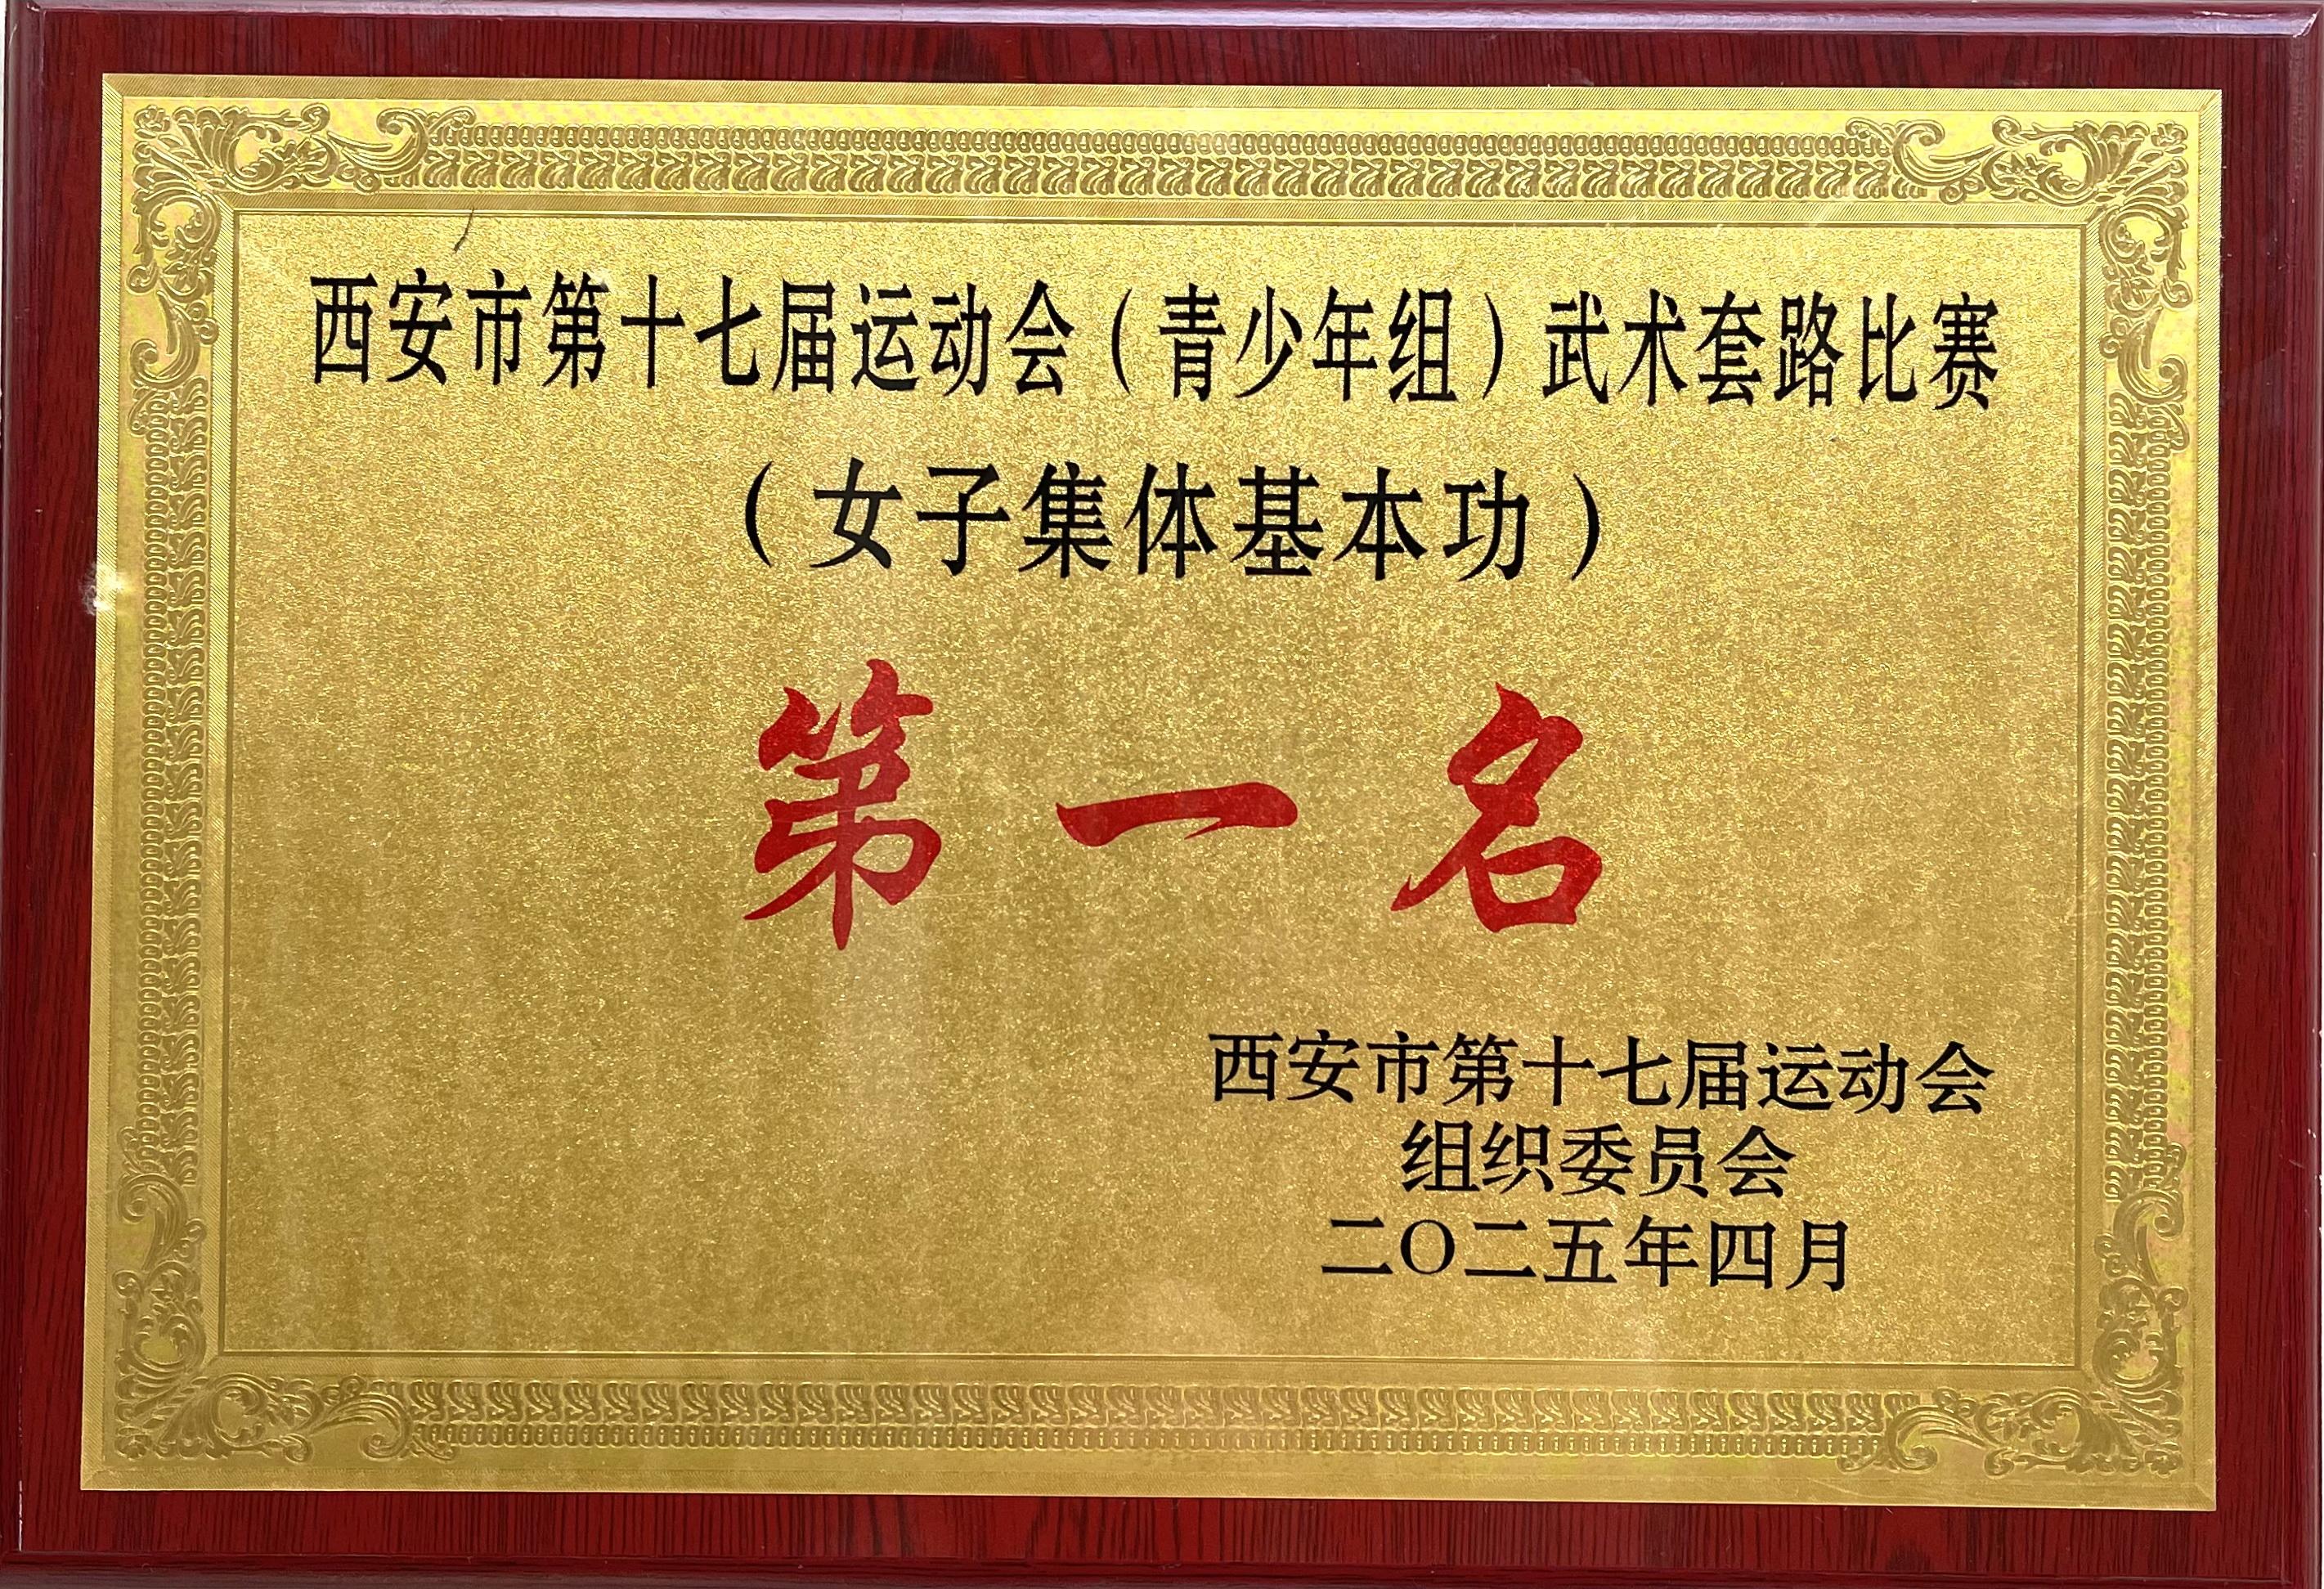 西安市第十七届运动会（青少年组）武术套路比赛
（女子集体基本功）
第一名
西安市第十七届运动会
组织委员会
二〇二五年四月